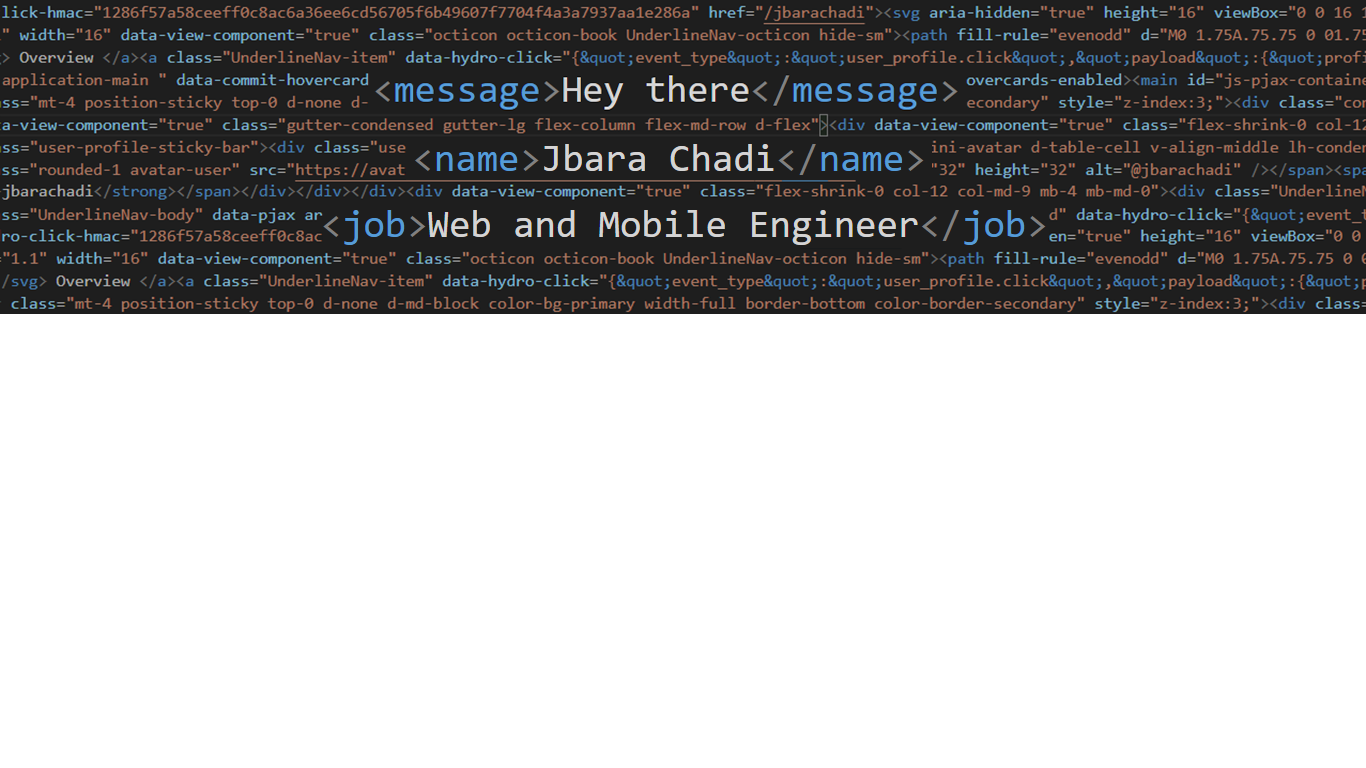 lick-hmac="1286f57a58ceeff0c8ac6a36ee6cd56705f6b49607f7704f4a3a7937aa1e286a" href="/jbarachadi"><svg aria-hidden="true" height="16" viewBox="0 0 16 1
" width="16" data-view-component="true" class="octicon octicon-book UnderlineNav-octicon hide-sm"><path fill-rule="evenodd" d="M0 1.75A.75.75 0 01.75
> Overview </a><a class="UnderlineNav-item" data-hydro-click="{&quot;event_type&quot;:&quot;user_profile.click&quot;,&quot;payload&quot;:{&quot;profi
application-main " data-commit-hovercard overcards-enabled><main id="js-pjax-containe
<message>Hey there</message>
ass="mt-4 position-sticky top-0 d-none d- econdary" style="z-index:3;"><div class="con
ta-view-component="true" class="gutter-condensed gutter-lg flex-column flex-md-row d-flex"><div data-view-component="true" class="flex-shrink-0 col-12
ass="user-profile-sticky-bar"><div class="use ini-avatar d-table-cell v-align-middle lh-conden
<name>Jbara Chadi</name>
ass="rounded-1 avatar-user" src="https://avat "32" height="32" alt="@jbarachadi" /></span><spa
jbarachadi</strong></span></div></div></div><div data-view-component="true" class="flex-shrink-0 col-12 col-md-9 mb-4 mb-md-0"><div class="UnderlineN
ass="UnderlineNav-body" data-pjax ar d" data-hydro-click="{&quot;event_t
<job>Web and Mobile Engineer</job>
ro-click-hmac="1286f57a58ceeff0c8ac en="true" height="16" viewBox="0 0
="1.1" width="16" data-view-component="true" class="octicon octicon-book UnderlineNav-octicon hide-sm"><path fill-rule="evenodd" d="M0 1.75A.75.75 0 0
/svg> Overview </a><a class="UnderlineNav-item" data-hydro-click="{&quot;event_type&quot;:&quot;user_profile.click&quot;,&quot;payload&quot;:{&quot;p
class="mt-4 position-sticky top-0 d-none d-md-block color-bg-primary width-full border-bottom color-border-secondary" style="z-index:3;"><div class=